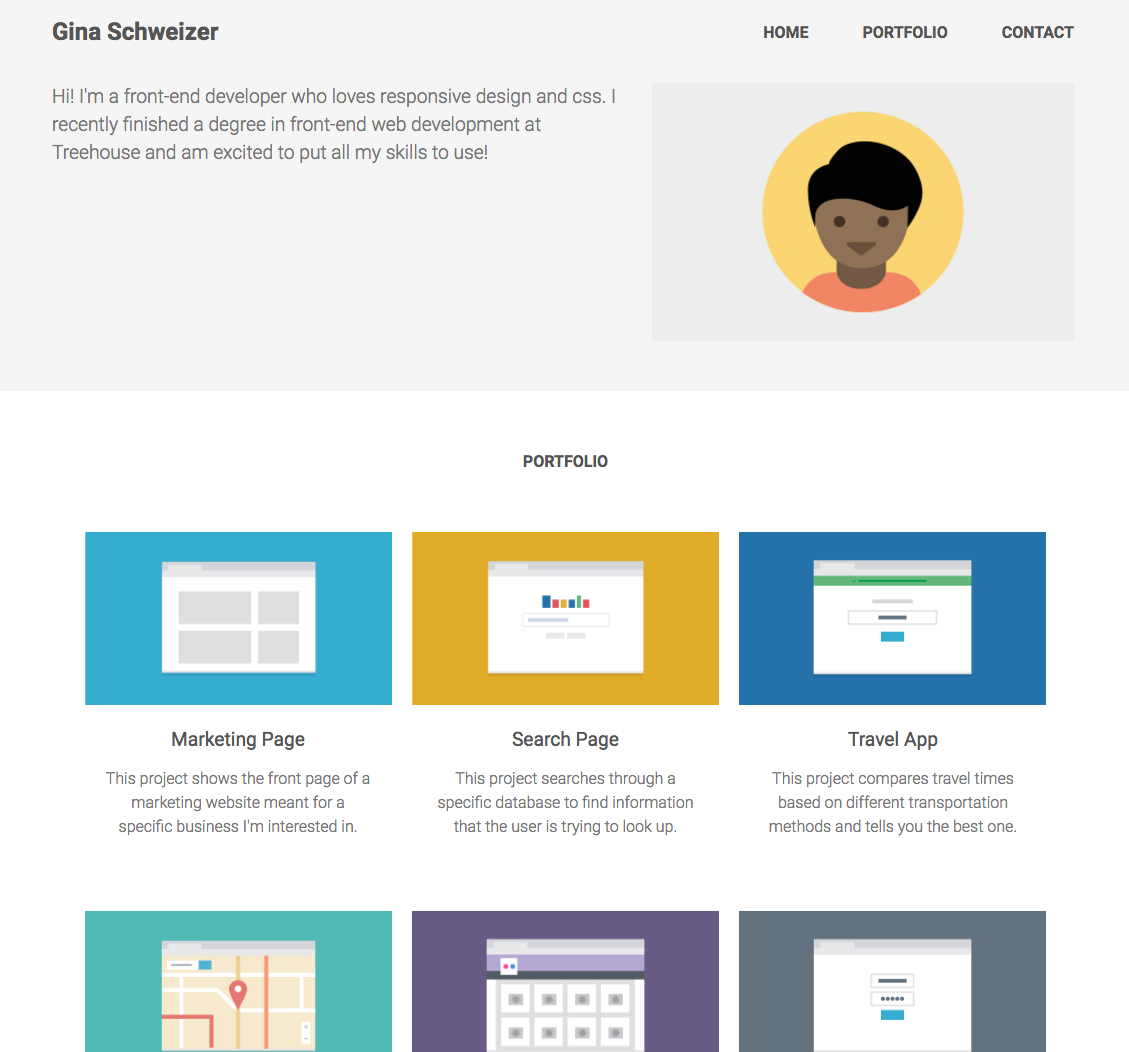 Gina Schweizer
HOME PORTFOLIO CONTACT
Hi! I'm a front-end developer who loves responsive design and css. I
recently finished a degree in front-end web development at
Treehouse and am excited to put all my skills to use!
PORTFOLIO
Marketing Page
This project shows the front page of a
marketing website meant for a
specific business I'm interested in.
Search Page
This project searches through a
specific database to find information
that the user is trying to look up.
Travel App
This project compares travel times
based on different transportation
methods and tells you the best one.